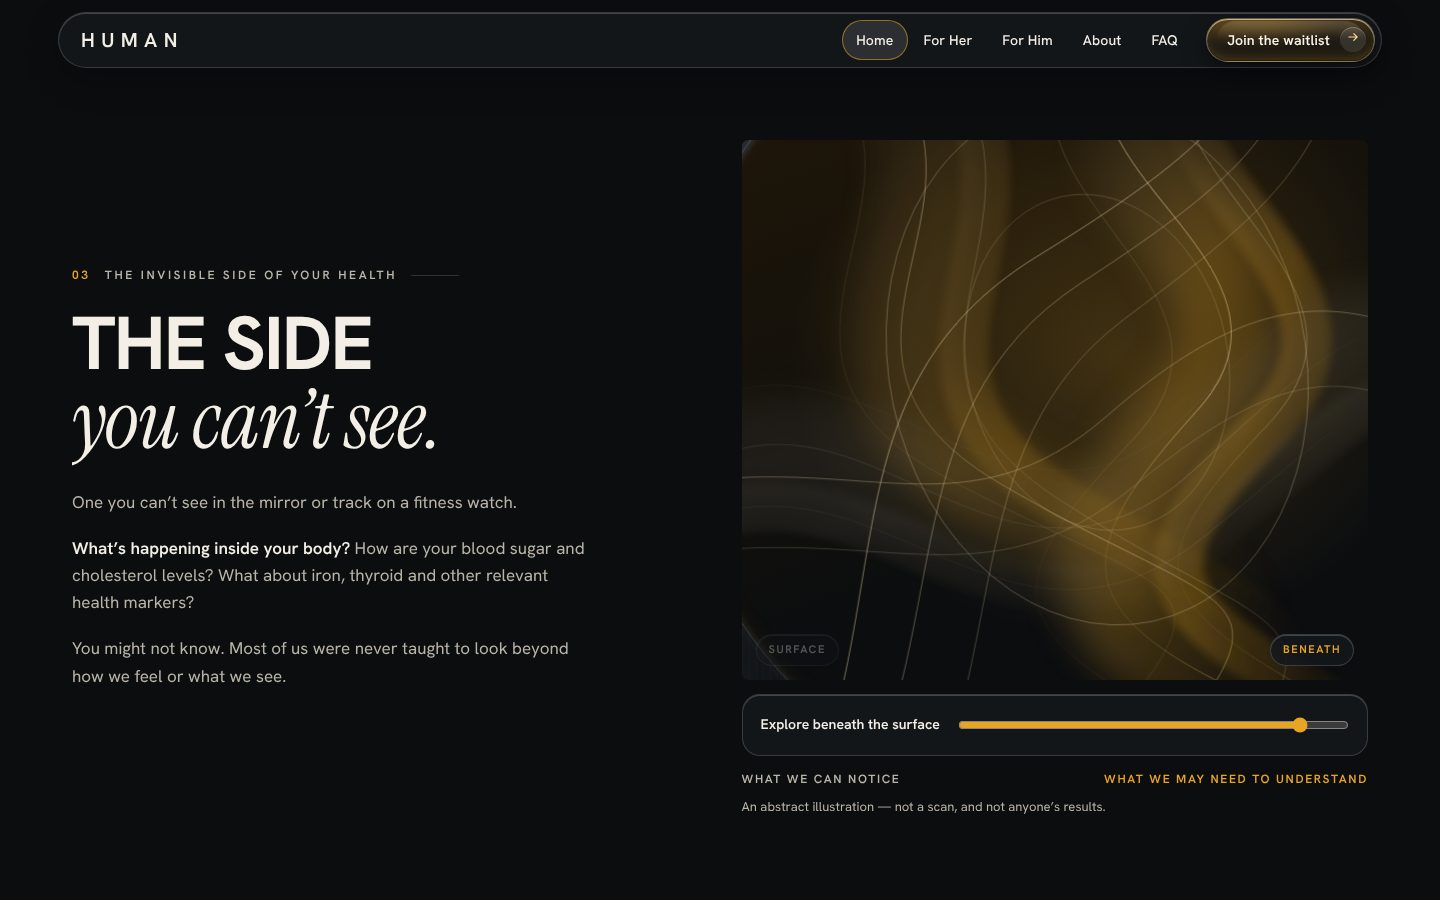 HUMAN
Home
For Her
For Him
About
FAQ
Join the waitlist →
03 THE INVISIBLE SIDE OF YOUR HEALTH
THE SIDE
you can’t see.
One you can’t see in the mirror or track on a fitness watch.
What’s happening inside your body? How are your blood sugar and
cholesterol levels? What about iron, thyroid and other relevant
health markers?
You might not know. Most of us were never taught to look beyond
how we feel or what we see.
SURFACE
BENEATH
Explore beneath the surface
WHAT WE CAN NOTICE
WHAT WE MAY NEED TO UNDERSTAND
An abstract illustration — not a scan, and not anyone’s results.